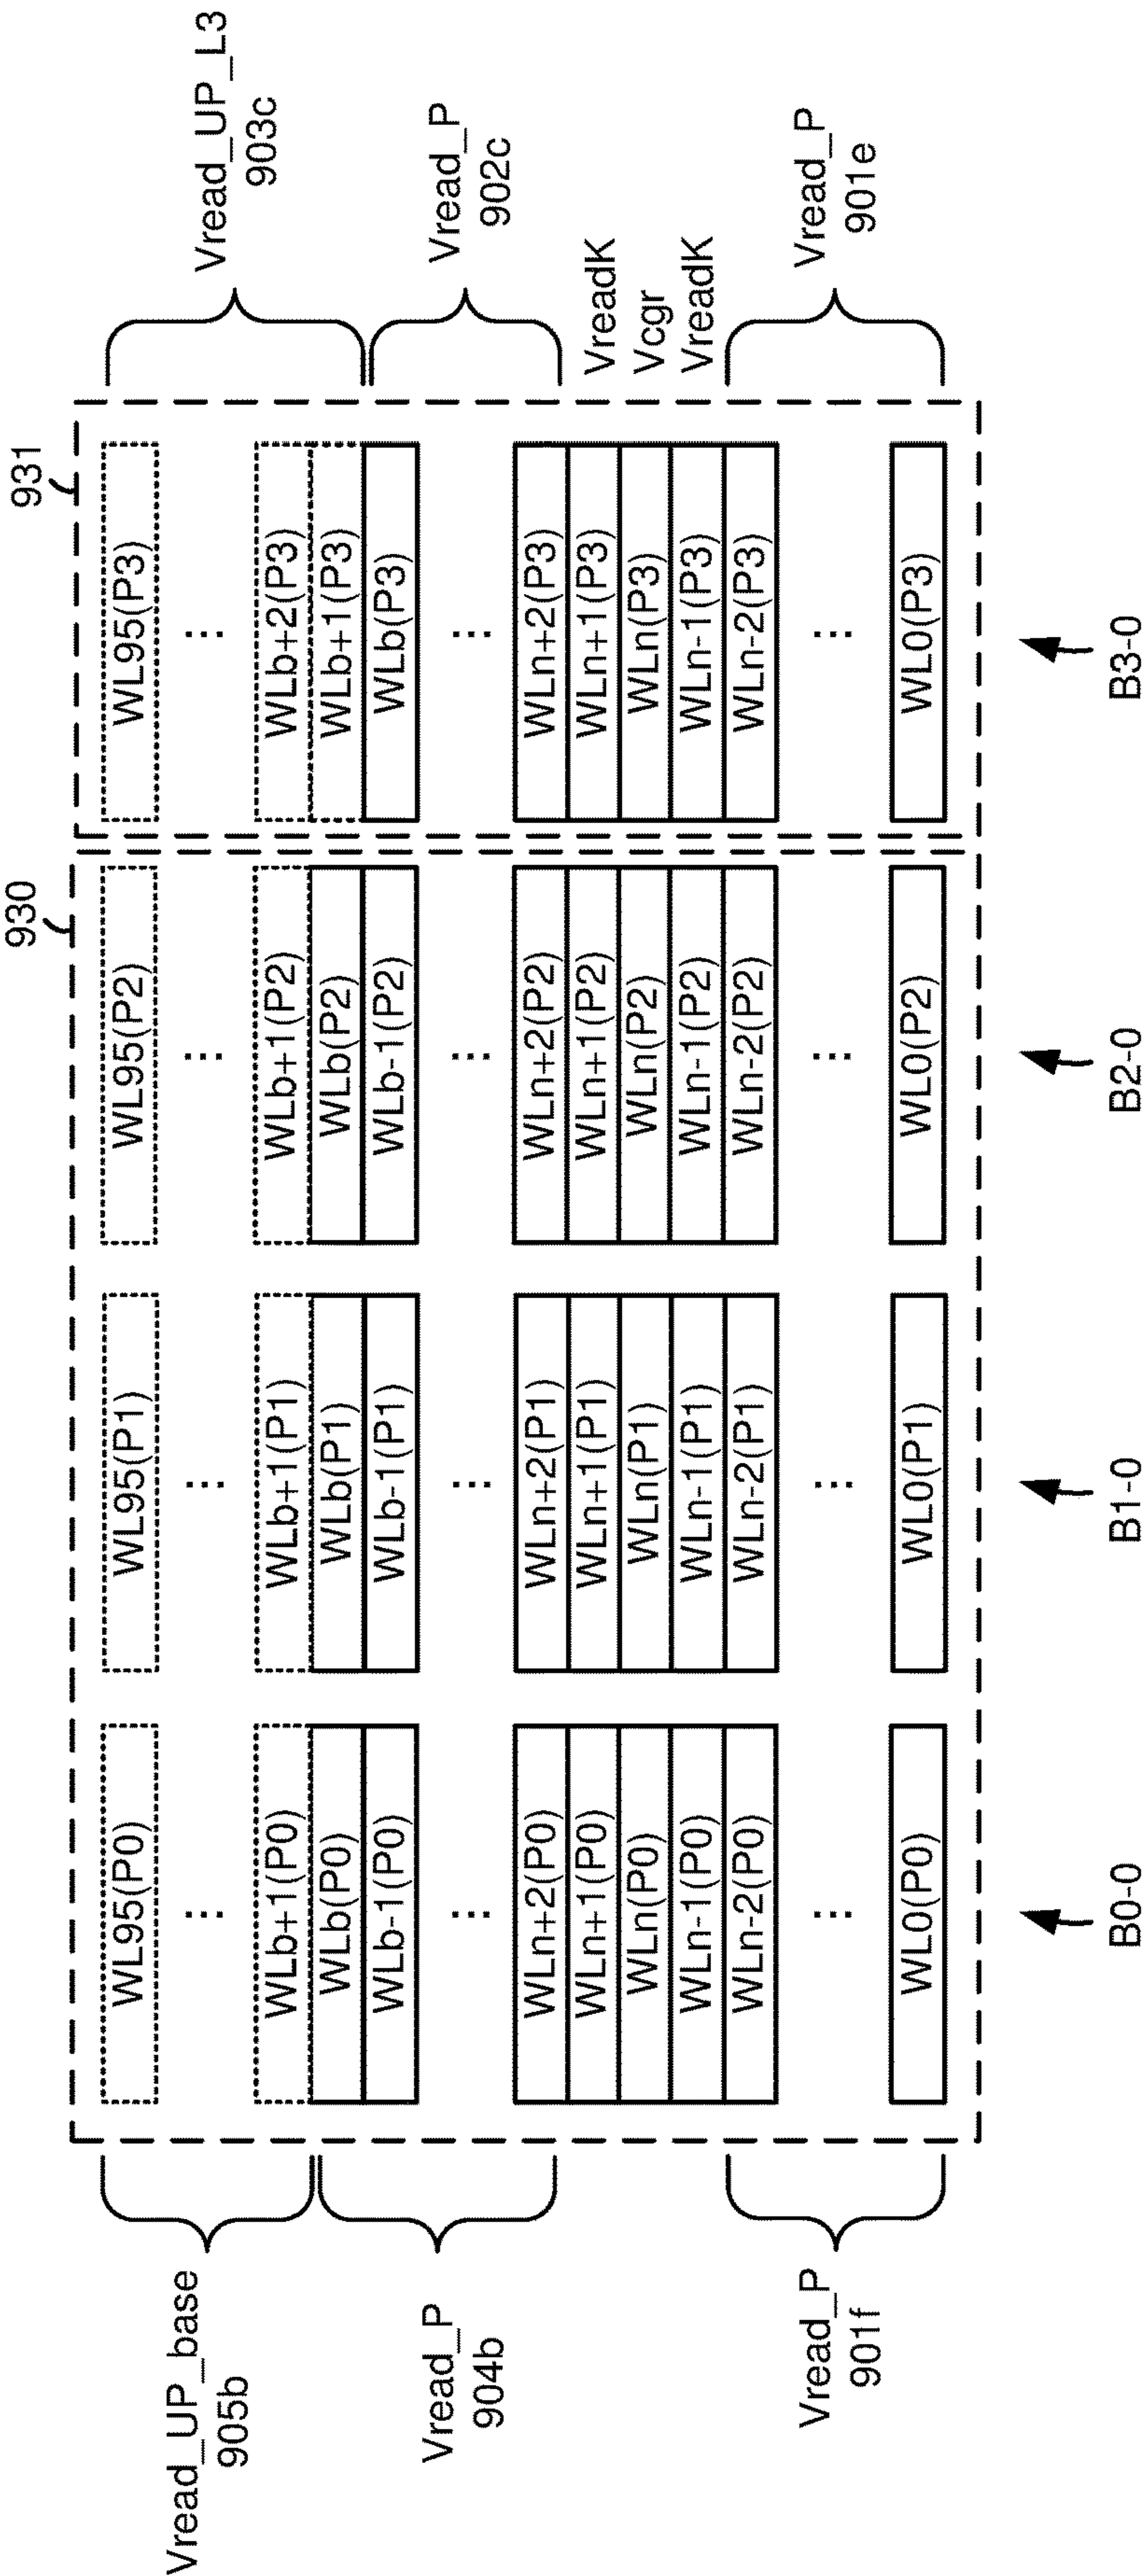 Vread_UP_base
905b
Vread_P
904b
Vread_P
901f
930
WL95(P0)
...
WLb+1(P0)
WLb(P0)
WLb-1(P0)
...
WLn+2(P0)
WLn+1(P0)
WLn(P0)
WLn-1(P0)
WLn-2(P0)
...
WL0(P0)
B0-0
WL95(P1)
...
WLb+1(P1)
WLb(P1)
WLb-1(P1)
...
WLn+2(P1)
WLn+1(P1)
WLn(P1)
WLn-1(P1)
WLn-2(P1)
...
WL0(P1)
B1-0
WL95(P2)
...
WLb+1(P2)
WLb(P2)
WLb-1(P2)
...
WLn+2(P2)
WLn+1(P2)
WLn(P2)
WLn-1(P2)
WLn-2(P2)
...
WL0(P2)
B2-0
931
WL95(P3)
...
WLb+2(P3)
WLb+1(P3)
WLb(P3)
...
WLn+2(P3)
WLn+1(P3)
WLn(P3)
WLn-1(P3)
WLn-2(P3)
...
WL0(P3)
B3-0
Vread_UP_L3
903c
Vread_P
902c
VreadK
Vcgr
VreadK
Vread_P
901e